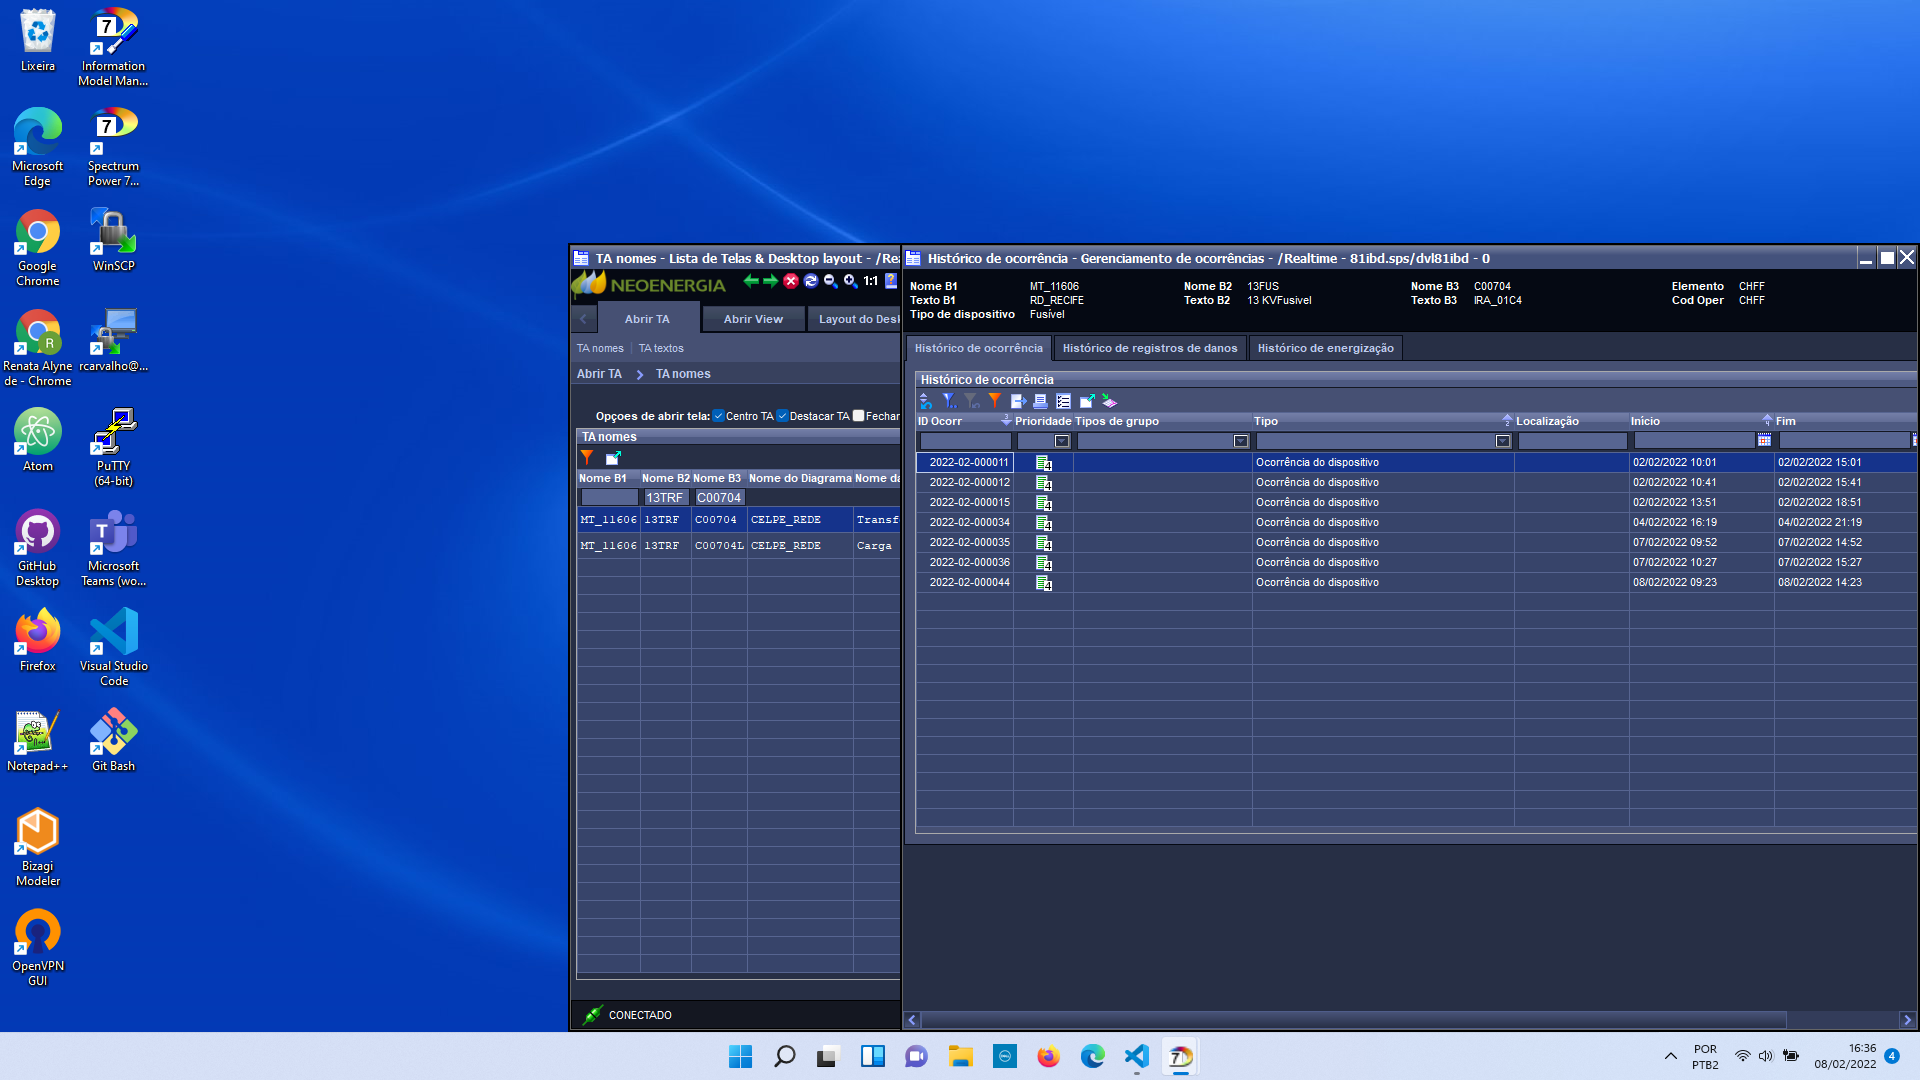 Lixeira
Information
Model Man...
Microsoft
Edge
Spectrum
Power 7...
Google
Chrome
WinSCP
Renata Alyne
de - Chrome
rcarvalho@...
Atom
PuTTY
(64-bit)
GitHub
Desktop
Microsoft
Teams (wo...
Firefox
Visual Studio
Code
Notepad++
Git Bash
Bizagi
Modeler
OpenVPN
GUI
TA nomes - Lista de Telas & Desktop layout - /Rea
NEOENERGIA
1:1
Abrir TA
Abrir View
Layout do Desk
TA nomes
TA textos
Abrir TA
TA nomes
Opçoes de abrir tela: Centro TA Destacar TA Fechar
TA nomes
Nome B1 Nome B2 Nome B3 Nome do Diagrama Nome da
13TRF C00704
MT_11606 13TRF C00704 CELPE_REDE Transf
MT_11606 13TRF C00704L CELPE_REDE Carga
CONECTADO
Histórico de ocorrência - Gerenciamento de ocorrências - /Realtime - 81ibd.sps/dvl81ibd - 0
Nome B1 MT_11606 Nome B2 13FUS Nome B3 C00704 Elemento CHFF
Texto B1 RD_RECIFE Texto B2 13 KVFusivel Texto B3 IRA_01C4 Cod Oper CHFF
Tipo de dispositivo Fusível
Histórico de ocorrência
Histórico de registros de danos
Histórico de energização
Histórico de ocorrência
ID Ocorr 3 Prioridade Tipos de grupo Tipo 2 Localização Início 4 Fim
2022-02-000011 4 Ocorrência do dispositivo 02/02/2022 10:01 02/02/2022 15:01
2022-02-000012 4 Ocorrência do dispositivo 02/02/2022 10:41 02/02/2022 15:41
2022-02-000015 4 Ocorrência do dispositivo 02/02/2022 13:51 02/02/2022 18:51
2022-02-000034 4 Ocorrência do dispositivo 04/02/2022 16:19 04/02/2022 21:19
2022-02-000035 4 Ocorrência do dispositivo 07/02/2022 09:52 07/02/2022 14:52
2022-02-000036 4 Ocorrência do dispositivo 07/02/2022 10:27 07/02/2022 15:27
2022-02-000044 4 Ocorrência do dispositivo 08/02/2022 09:23 08/02/2022 14:23
POR
PTB2
16:36
08/02/2022
4